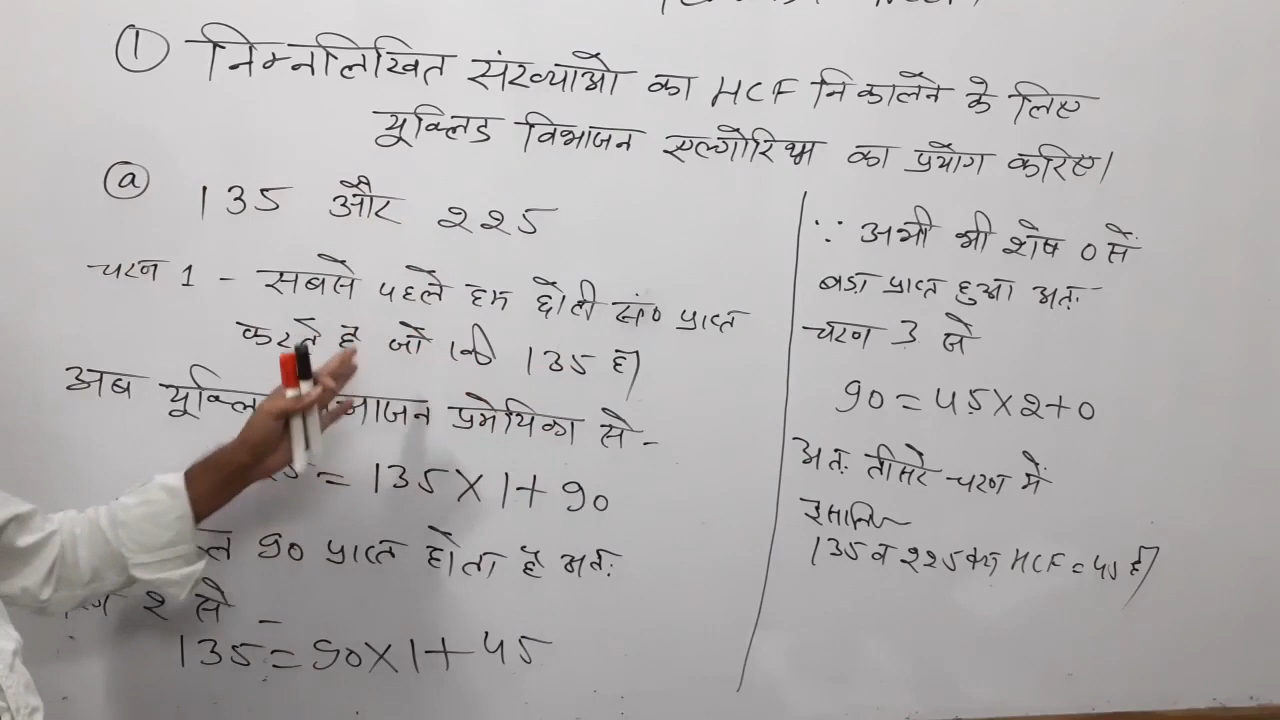 ① निम्नलिखित संख्याओ का HCF निकालने के लिए
यूक्लिड विभाजन एल्गोरिथ्म का प्रयोग करिए।
ⓐ 135 और 225
चरण 1 - सबसे पहले हम छोटी सं० प्राप्त
करते है जो कि 135 है।
अब विभाजन प्रमेयिका से -
= 135 × 1 + 90
90 प्राप्त होता है अतः
2 से -
135 = 90 × 1 + 45
∵ अभी भी शेष 0 से
बड़ा प्राप्त हुआ अतः
चरण 3 से
90 = 45 × 2 + 0
अतः तीसरे चरण में
इसलिए
135 व 225 का HCF = 45 है।